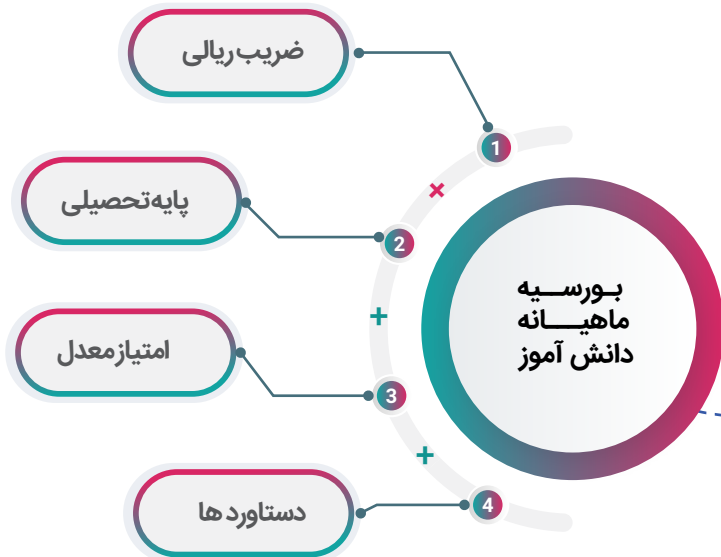 ضریب ریالی
1
×
پایه تحصیلی
2
+
امتیاز معدل
3
+
دستاورد ها
4
بورسیه
ماهیانه
دانش آموز